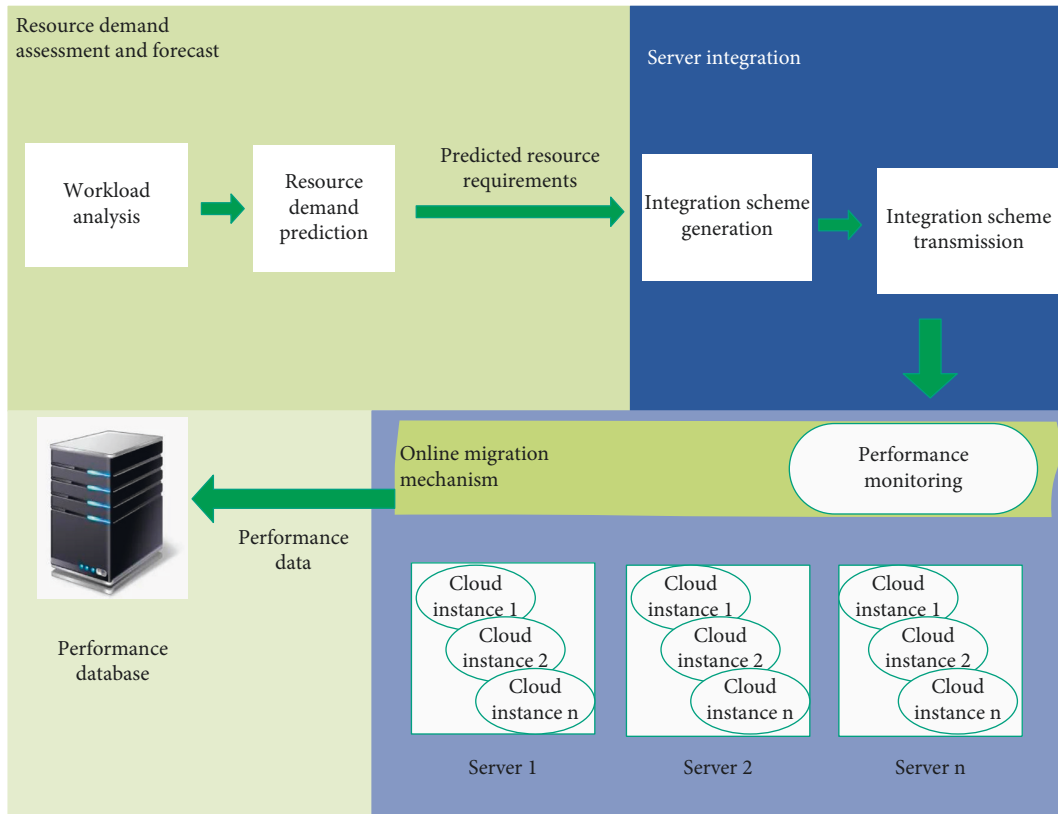 Resource demand
assessment and forecast
Server integration
Workload
analysis
Resource
demand
prediction
Predicted resource
requirements
Integration scheme
generation
Integration scheme
transmission
Online migration
mechanism
Performance
monitoring
Performance
data
Performance
database
Cloud
instance 1
Cloud
instance 2
Cloud
instance n
Server 1
Cloud
instance 1
Cloud
instance 2
Cloud
instance n
Server 2
Cloud
instance 1
Cloud
instance 2
Cloud
instance n
Server n